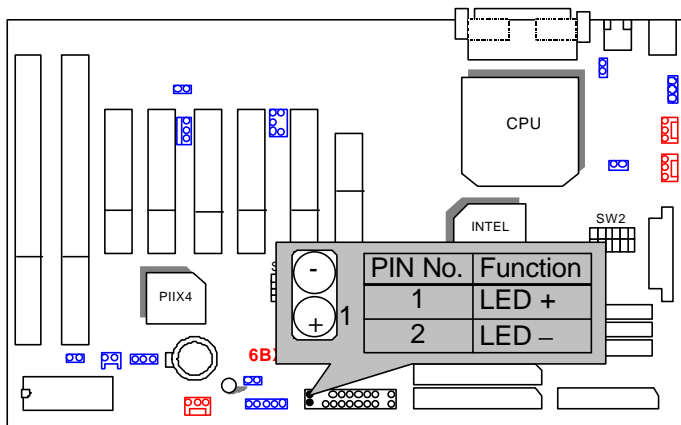 CPU
SW2
INTEL
PIIX4
-
+
1
PIN No. Function
1 LED +
2 LED –